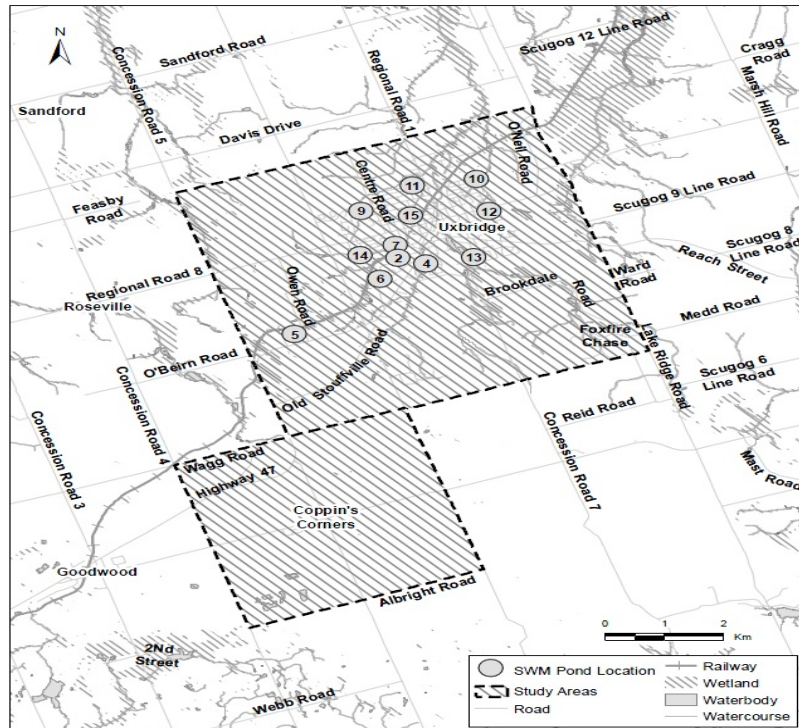 N
Sandford Road
Scugog 12 Line Road
Cragg
Road
Concession Road 5
Regional Road 1
Marsh Hill Road
Sandford
Davis Drive
O'Neil Road
Centre Road
Feasby
Road
11
10
9
15
12
Uxbridge
Scugog 9 Line Road
7
14
2
4
13
6
Scugog 8
Line Road
Reach Street
Regional Road 8
Owen Road
Brookdale
Road
Ward
Road
Medd Road
Roseville
5
Foxfire
Chase
Lake Ridge Road
O'Beirn Road
Old Stouffville Road
Scugog 6
Line Road
Concession Road 4
Concession Road 3
Reid Road
Concession Road 7
Wagg Road
Highway 47
Mast Road
Coppin's
Corners
Goodwood
Albright Road
2Nd
Street
Webb Road
0 1 2
Km
SWM Pond Location
Study Areas
Road
Railway
Wetland
Waterbody
Watercourse